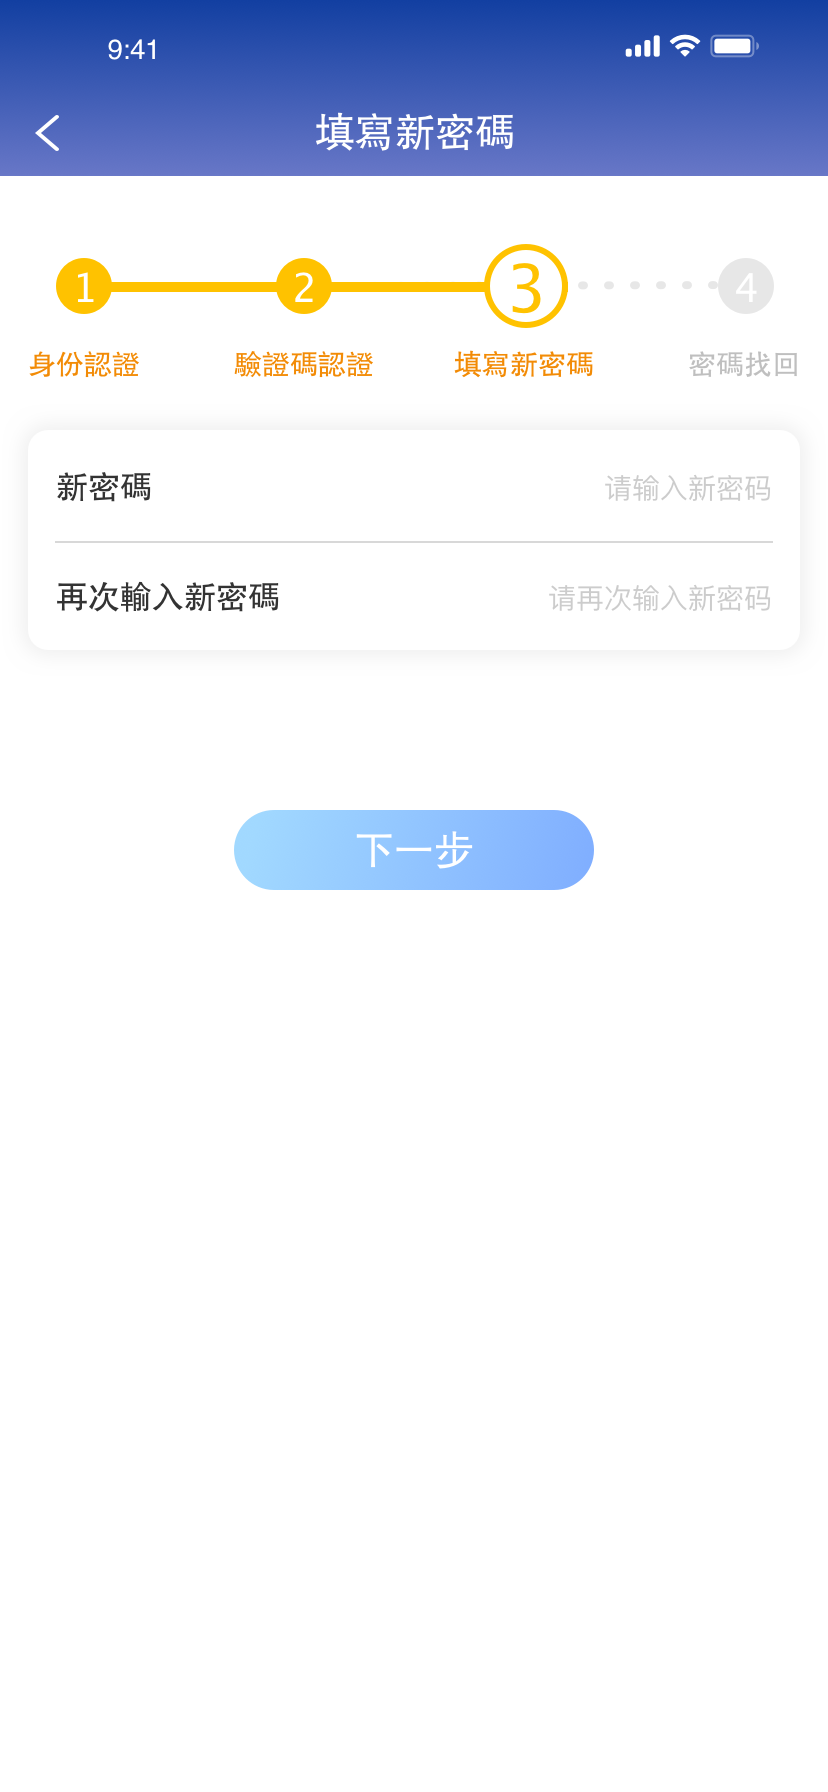 9:41
填寫新密碼
1 2 3 4
身份認證 驗證碼認證 填寫新密碼 密碼找回
新密碼 请输入新密码
再次輸入新密碼 请再次输入新密码
下一步